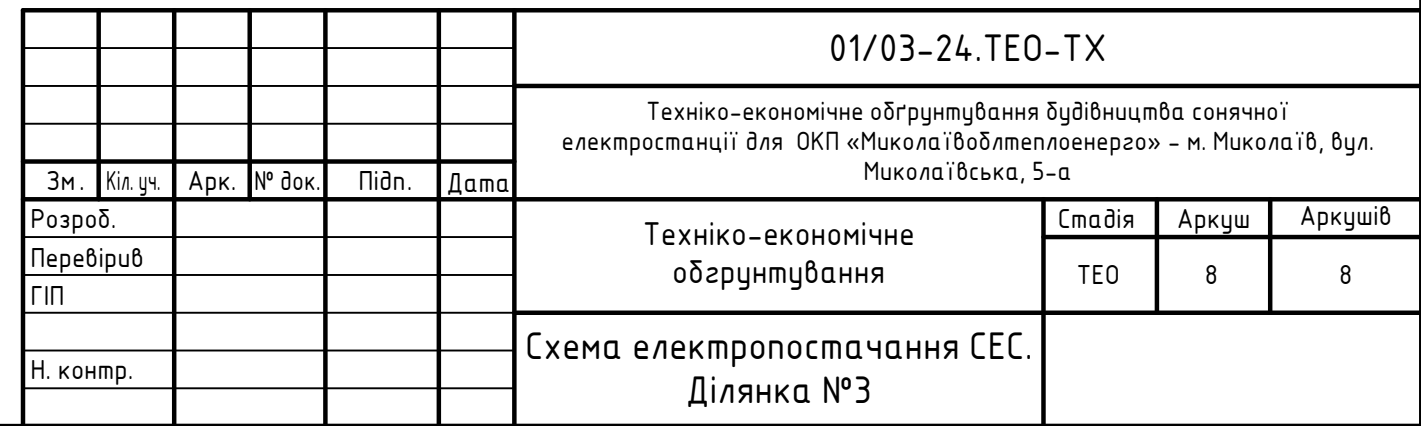 01/03-24.ТЕО-ТХ
Техніко-економічне обґрунтування будівництва сонячної
електростанції для ОКП «Миколаївоблтеплоенерго» - м. Миколаїв, вул.
Миколаївська, 5-а
Зм. Кіл. уч. Арк. № док. Підп. Дата
Розроб.
Перевірив
ГІП
Н. контр.
Техніко-економічне
обгрунтування
Стадія Аркуш Аркушів
ТЕО 8 8
Схема електропостачання СЕС.
Ділянка №3